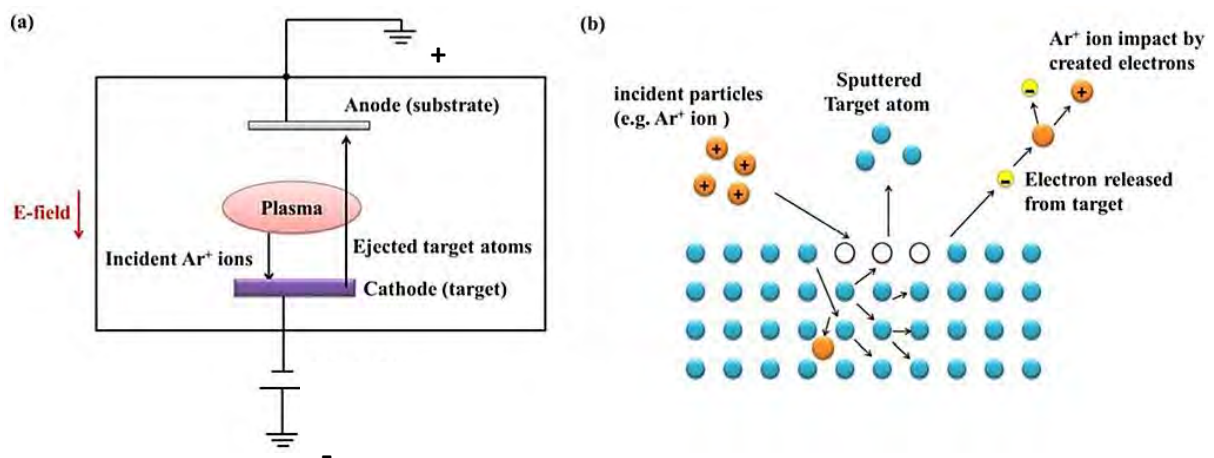 (a)
+
Anode (substrate)
E-field
Plasma
Incident Ar⁺ ions
Ejected target atoms
Cathode (target)
-
(b)
incident particles
(e.g. Ar⁺ ion )
+
+
+
+
Sputtered
Target atom
Ar⁺ ion impact by
created electrons
-
+
-
Electron released
from target